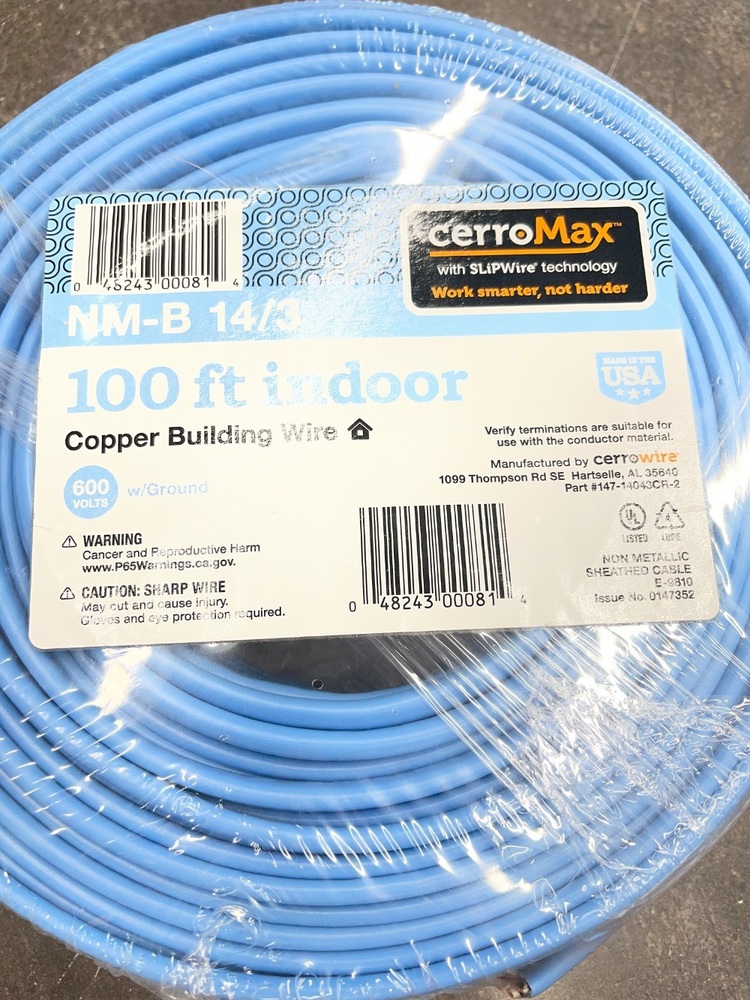 0 48243 00081 4
cerroMax™
with SLiPWire® technology
Work smarter, not harder
NM-B 14/3
100 ft indoor
Copper Building Wire
MADE IN THE
USA
Verify terminations are suitable for
use with the conductor material.
600
VOLTS
w/Ground
Manufactured by cerrowire
1099 Thompson Rd SE Hartselle, AL 35640
Part #147-14043CR-2
WARNING
Cancer and Reproductive Harm
www.P65Warnings.ca.gov.
CAUTION: SHARP WIRE
May cut and cause injury.
Gloves and eye protection required.
0 48243 00081 4
UL
LISTED
NON METALLIC
SHEATHED CABLE
E-9810
Issue No. 0147352